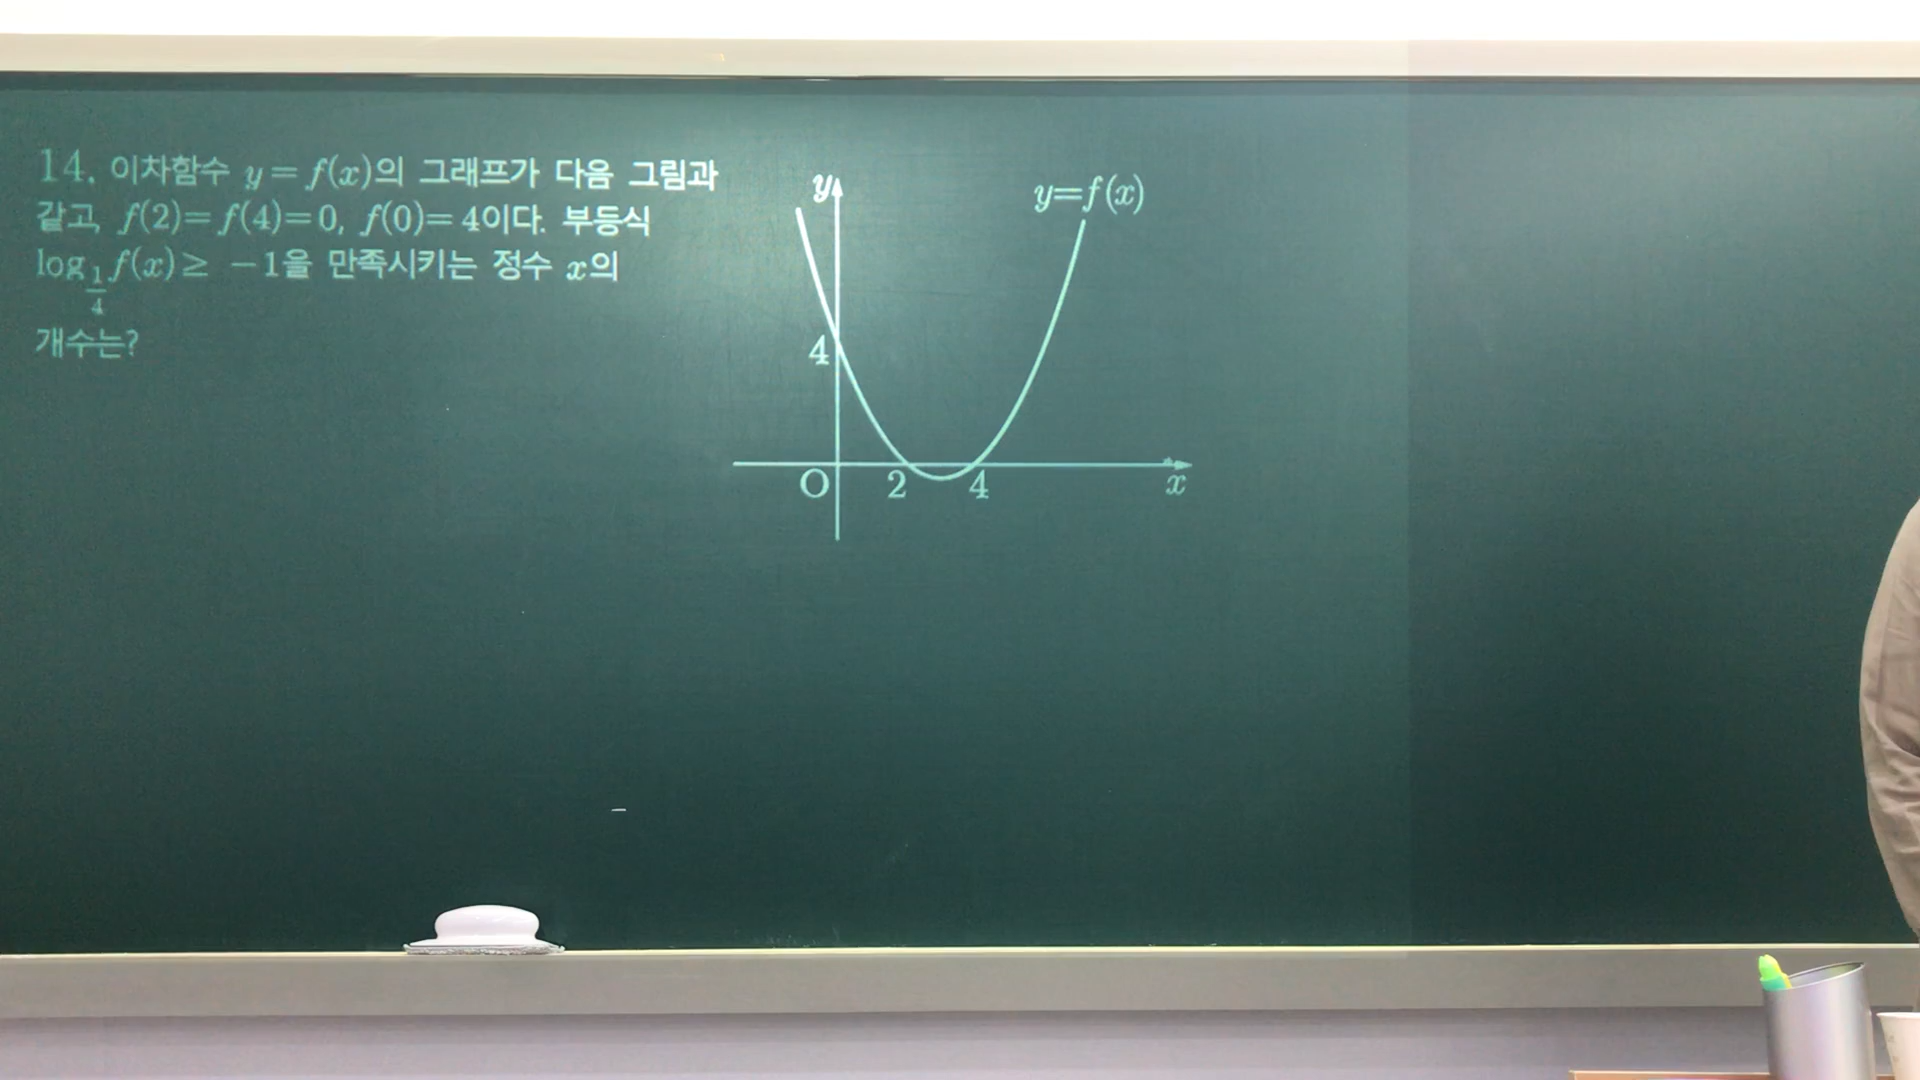 14. 이차함수 y=f(x)의 그래프가 다음 그림과
같고, f(2)=f(4)=0, f(0)=4이다. 부등식
log_{1/4} f(x) ≥ -1을 만족시키는 정수 x의
개수는?
y
y=f(x)
4
O 2 4 x